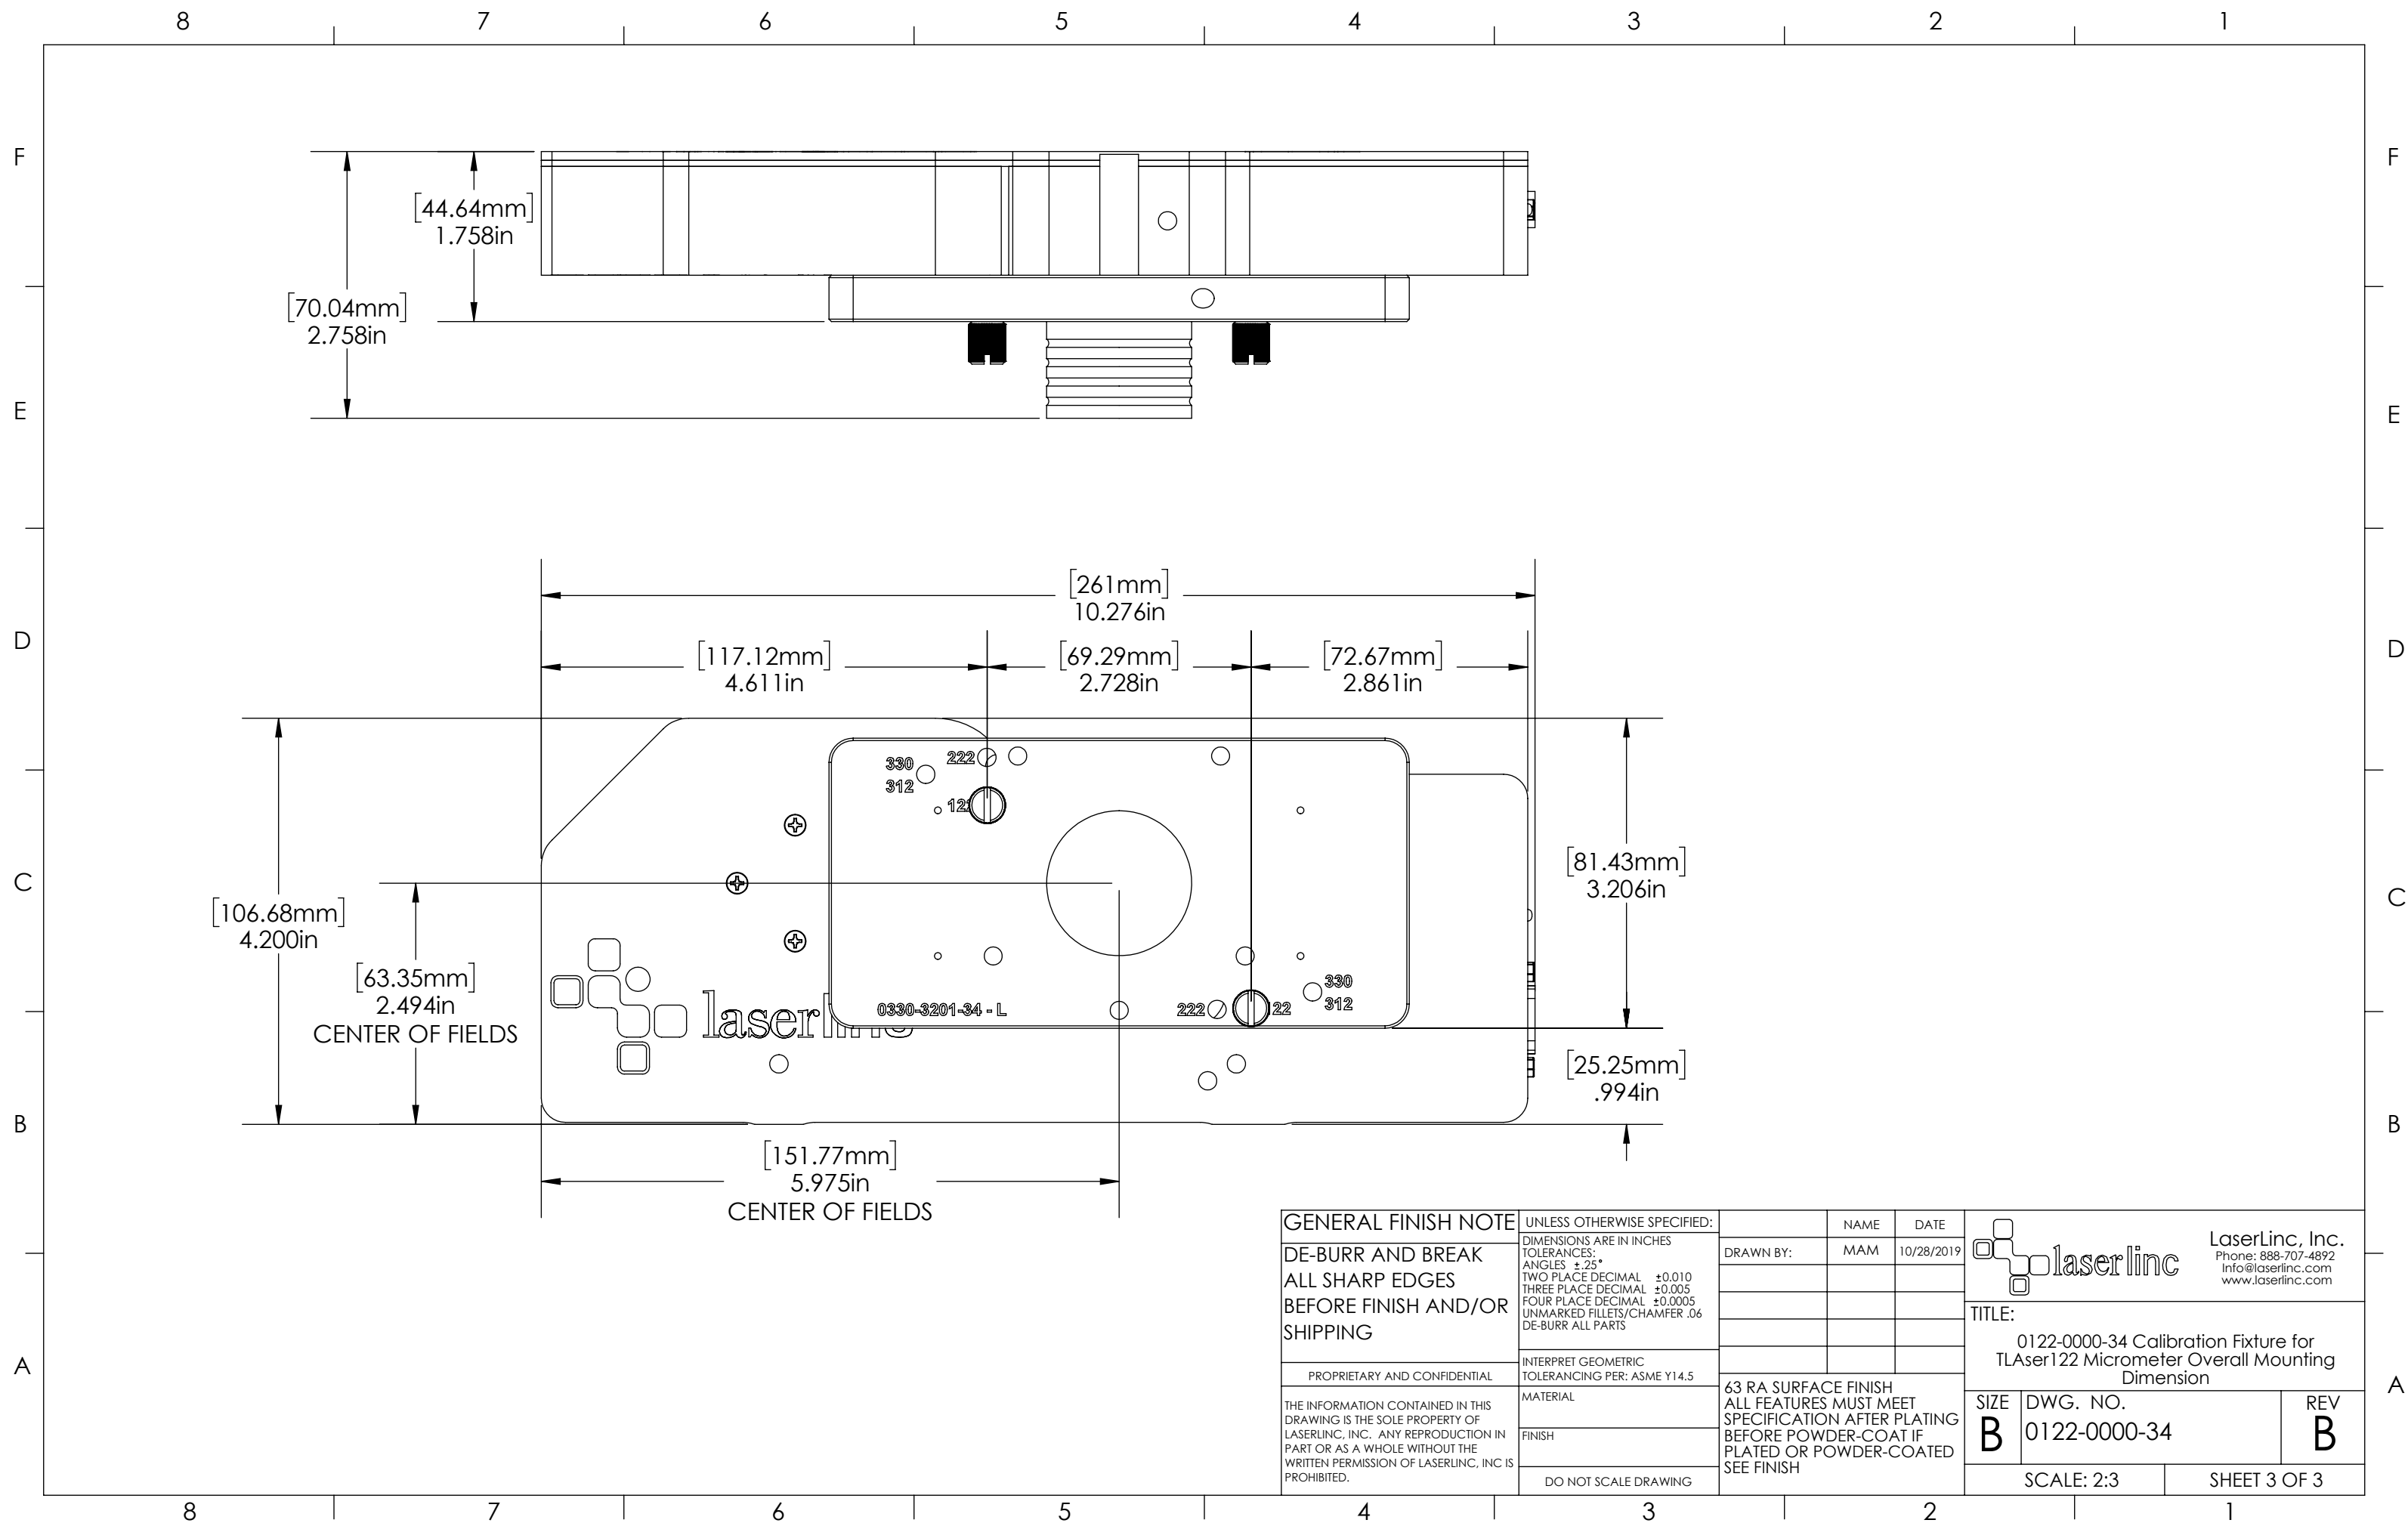 8 7 6 5 4 3 2 1
F F
[44.64mm]
1.758in
[70.04mm]
2.758in
E E
[261mm]
10.276in
D D
[117.12mm] [69.29mm] [72.67mm]
4.611in 2.728in 2.861in
222
330
312
[81.43mm]
3.206in
C C
[106.68mm]
4.200in
[63.35mm]
2.494in
CENTER OF FIELDS
330
312
0330-3201-34 - L 222
[25.25mm]
.994in
B B
[151.77mm]
5.975in
CENTER OF FIELDS
GENERAL FINISH NOTE
DE-BURR AND BREAK
ALL SHARP EDGES
BEFORE FINISH AND/OR
SHIPPING
PROPRIETARY AND CONFIDENTIAL
THE INFORMATION CONTAINED IN THIS
DRAWING IS THE SOLE PROPERTY OF
LASERLINC, INC. ANY REPRODUCTION IN
PART OR AS A WHOLE WITHOUT THE
WRITTEN PERMISSION OF LASERLINC, INC IS
PROHIBITED.
UNLESS OTHERWISE SPECIFIED:
DIMENSIONS ARE IN INCHES
TOLERANCES:
ANGLES ±.25°
TWO PLACE DECIMAL ±0.010
THREE PLACE DECIMAL ±0.005
FOUR PLACE DECIMAL ±0.0005
UNMARKED FILLETS/CHAMFER .06
DE-BURR ALL PARTS
INTERPRET GEOMETRIC
TOLERANCING PER: ASME Y14.5
MATERIAL
FINISH
DO NOT SCALE DRAWING
NAME DATE
DRAWN BY: MAM 10/28/2019
63 RA SURFACE FINISH
ALL FEATURES MUST MEET
SPECIFICATION AFTER PLATING
BEFORE POWDER-COAT IF
PLATED OR POWDER-COATED
SEE FINISH
laserlinc
LaserLinc, Inc.
Phone: 888-707-4892
Info@laserlinc.com
www.laserlinc.com
TITLE:
0122-0000-34 Calibration Fixture for
TLAser122 Micrometer Overall Mounting
Dimension
SIZE DWG. NO. REV
B 0122-0000-34 B
SCALE: 2:3 SHEET 3 OF 3
A A
8 7 6 5 4 3 2 1